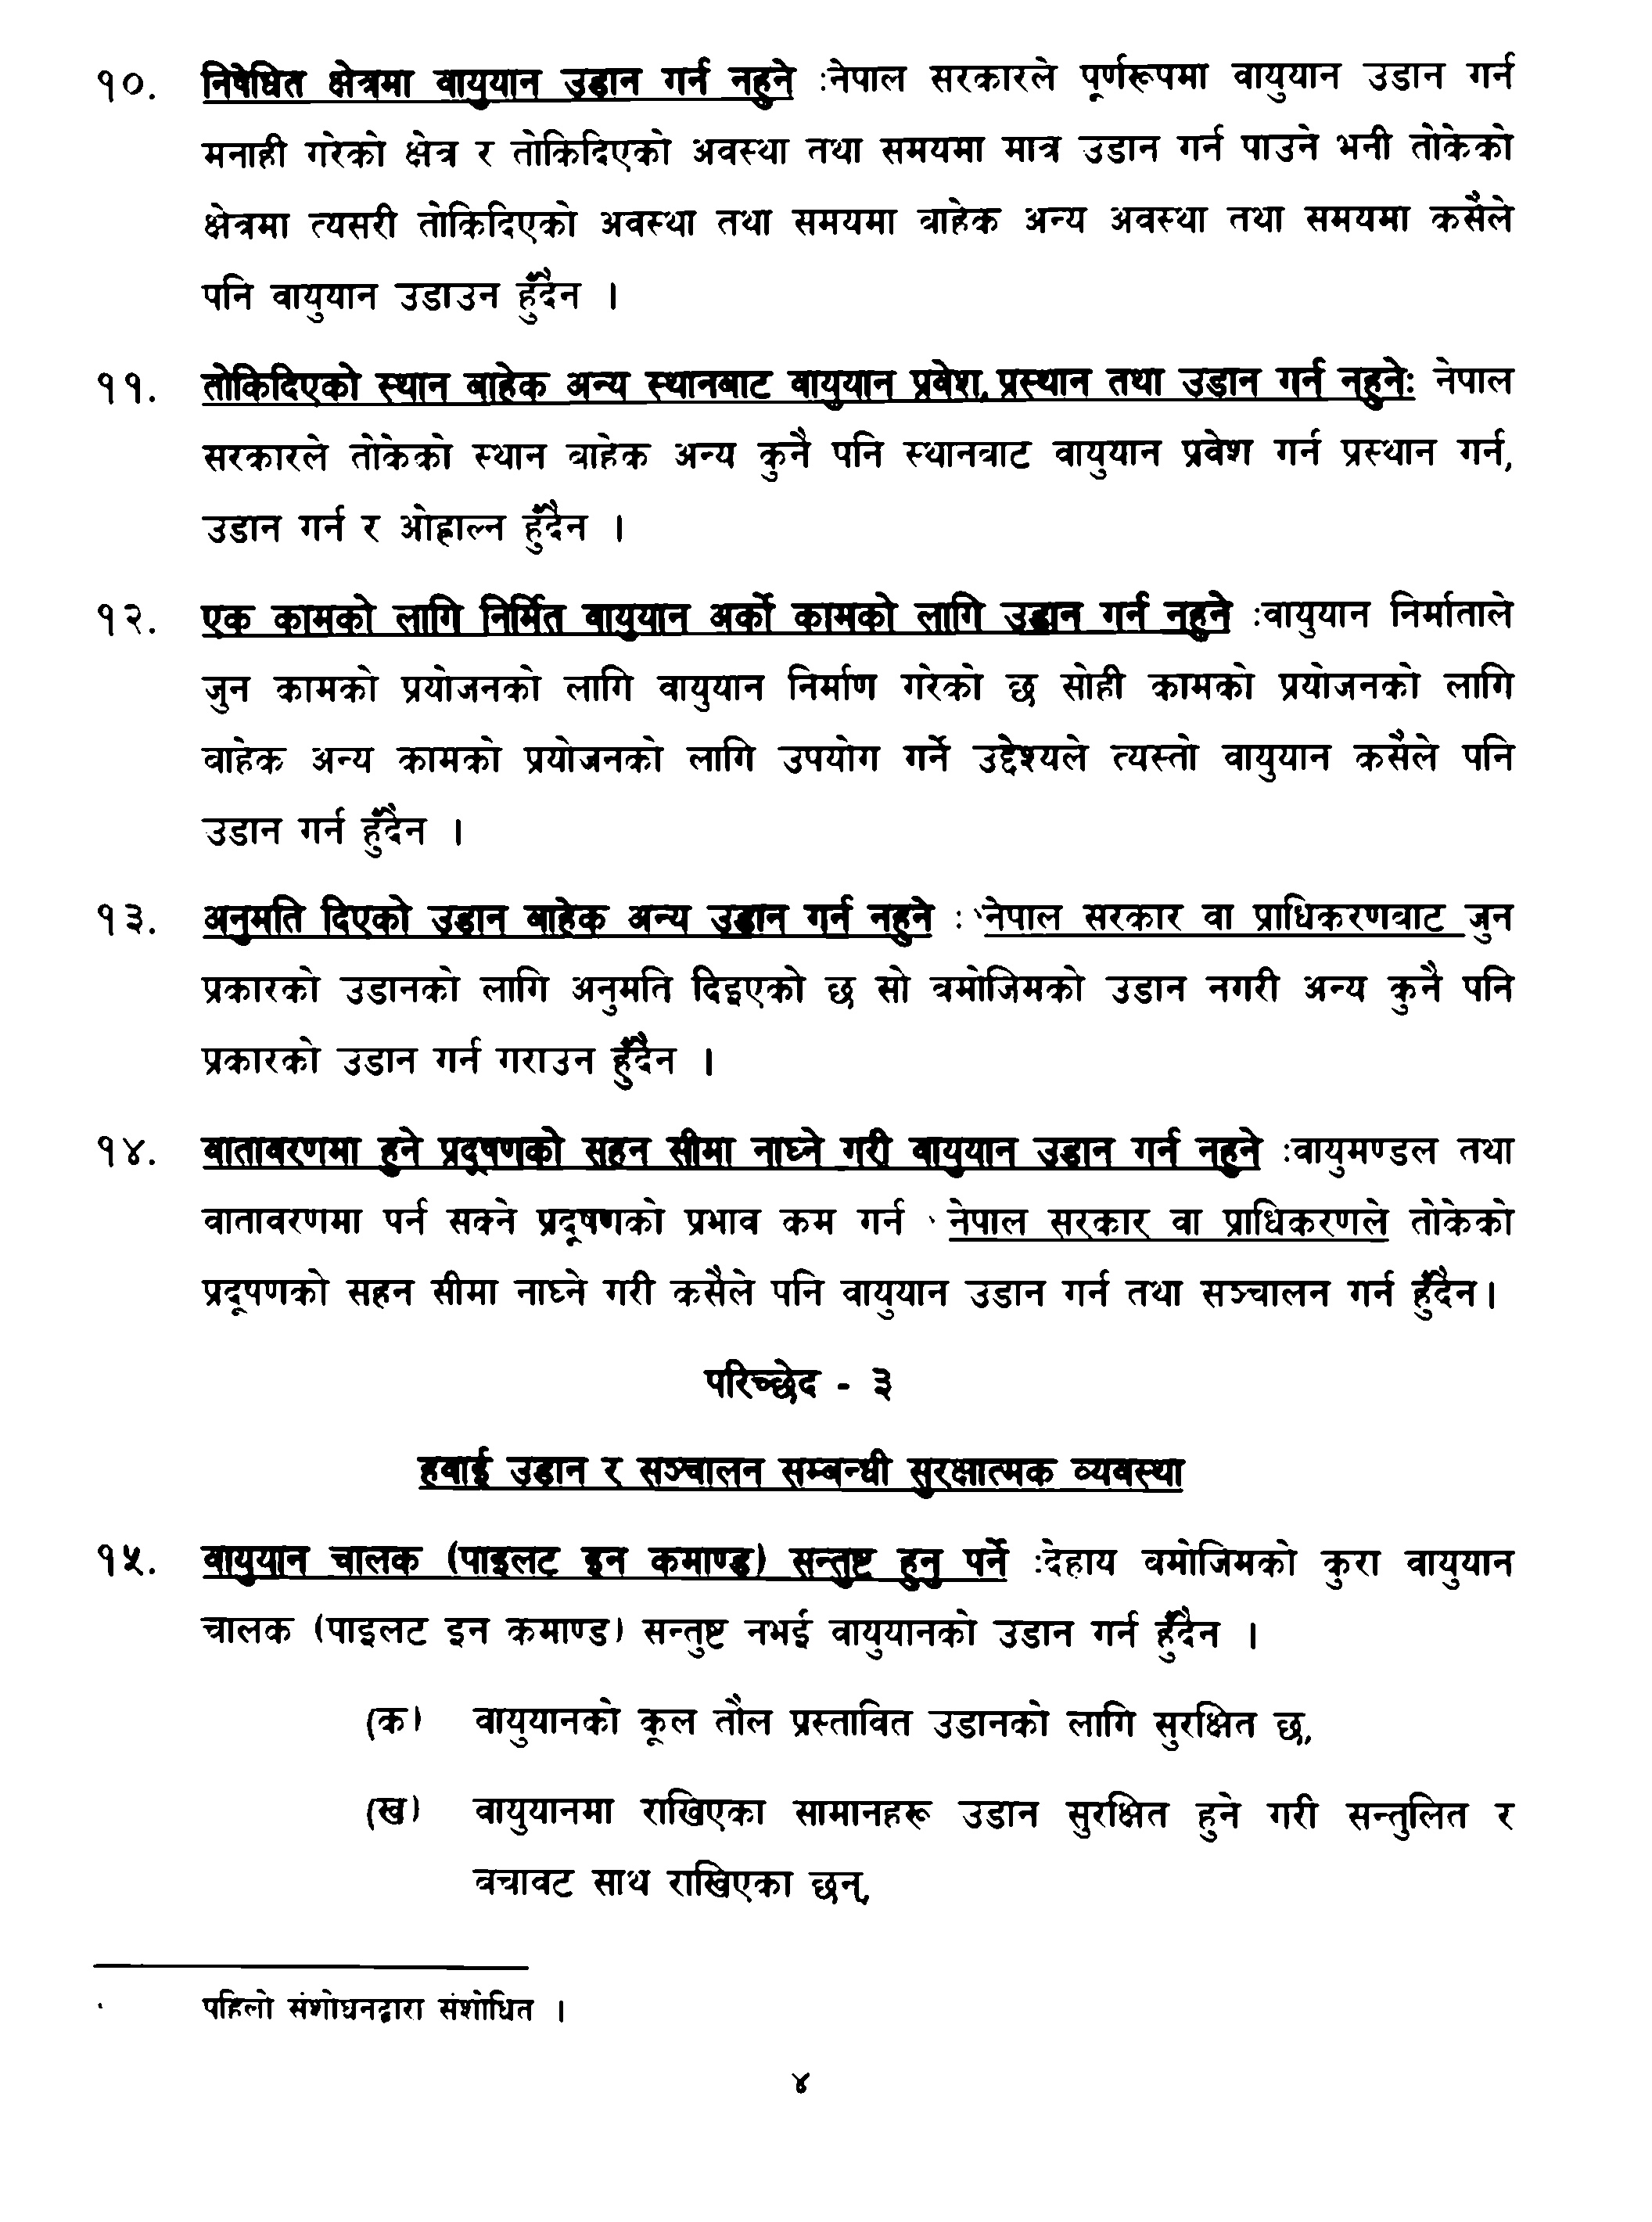 १०. निषेधित क्षेत्रमा वायुयान उडान गर्न नहुने :नेपाल सरकारले पूर्णरूपमा वायुयान उडान गर्न
मनाही गरेको क्षेत्र र तोकिदिएको अवस्था तथा समयमा मात्र उडान गर्न पाउने भनी तोकेको
क्षेत्रमा त्यसरी तोकिदिएको अवस्था तथा समयमा बाहेक अन्य अवस्था तथा समयमा कसैले
पनि वायुयान उडाउन हुँदैन ।
११. तोकिदिएको स्थान बाहेक अन्य स्थानबाट वायुयान प्रवेश, प्रस्थान तथा उडान गर्न नहुनेः नेपाल
सरकारले तोकेको स्थान बाहेक अन्य कुनै पनि स्थानबाट वायुयान प्रवेश गर्न प्रस्थान गर्न,
उडान गर्न र ओह्राल्न हुँदैन ।
१२. एक कामको लागि निर्मित वायुयान अर्को कामको लागि उडान गर्न नहुने :वायुयान निर्माताले
जुन कामको प्रयोजनको लागि वायुयान निर्माण गरेको छ सोही कामको प्रयोजनको लागि
बाहेक अन्य कामको प्रयोजनको लागि उपयोग गर्ने उद्देश्यले त्यस्तो वायुयान कसैले पनि
उडान गर्न हुँदैन ।
१३. अनुमति दिएको उडान बाहेक अन्य उडान गर्न नहुने : नेपाल सरकार वा प्राधिकरणबाट जुन
प्रकारको उडानको लागि अनुमति दिइएको छ सो बमोजिमको उडान नगरी अन्य कुनै पनि
प्रकारको उडान गर्न गराउन हुँदैन ।
१४. वातावरणमा हुने प्रदूषणको सहन सीमा नाघ्ने गरी वायुयान उडान गर्न नहुने :वायुमण्डल तथा
वातावरणमा पर्न सक्ने प्रदूषणको प्रभाव कम गर्न नेपाल सरकार वा प्राधिकरणले तोकेको
प्रदूषणको सहन सीमा नाघ्ने गरी कसैले पनि वायुयान उडान गर्न तथा सञ्चालन गर्न हुँदैन।
परिच्छेद - ३
हवाई उडान र सञ्चालन सम्बन्धी सुरक्षात्मक व्यवस्था
१५. वायुयान चालक (पाइलट इन कमाण्ड) सन्तुष्ट हुनु पर्ने :देहाय बमोजिमको कुरा वायुयान
चालक (पाइलट इन कमाण्ड) सन्तुष्ट नभई वायुयानको उडान गर्न हुँदैन ।
(क) वायुयानको कूल तौल प्रस्तावित उडानको लागि सुरक्षित छ,
(ख) वायुयानमा राखिएका सामानहरू उडान सुरक्षित हुने गरी सन्तुलित र
बचावट साथ राखिएका छन्,
पहिलो संशोधनद्वारा संशोधित ।
४